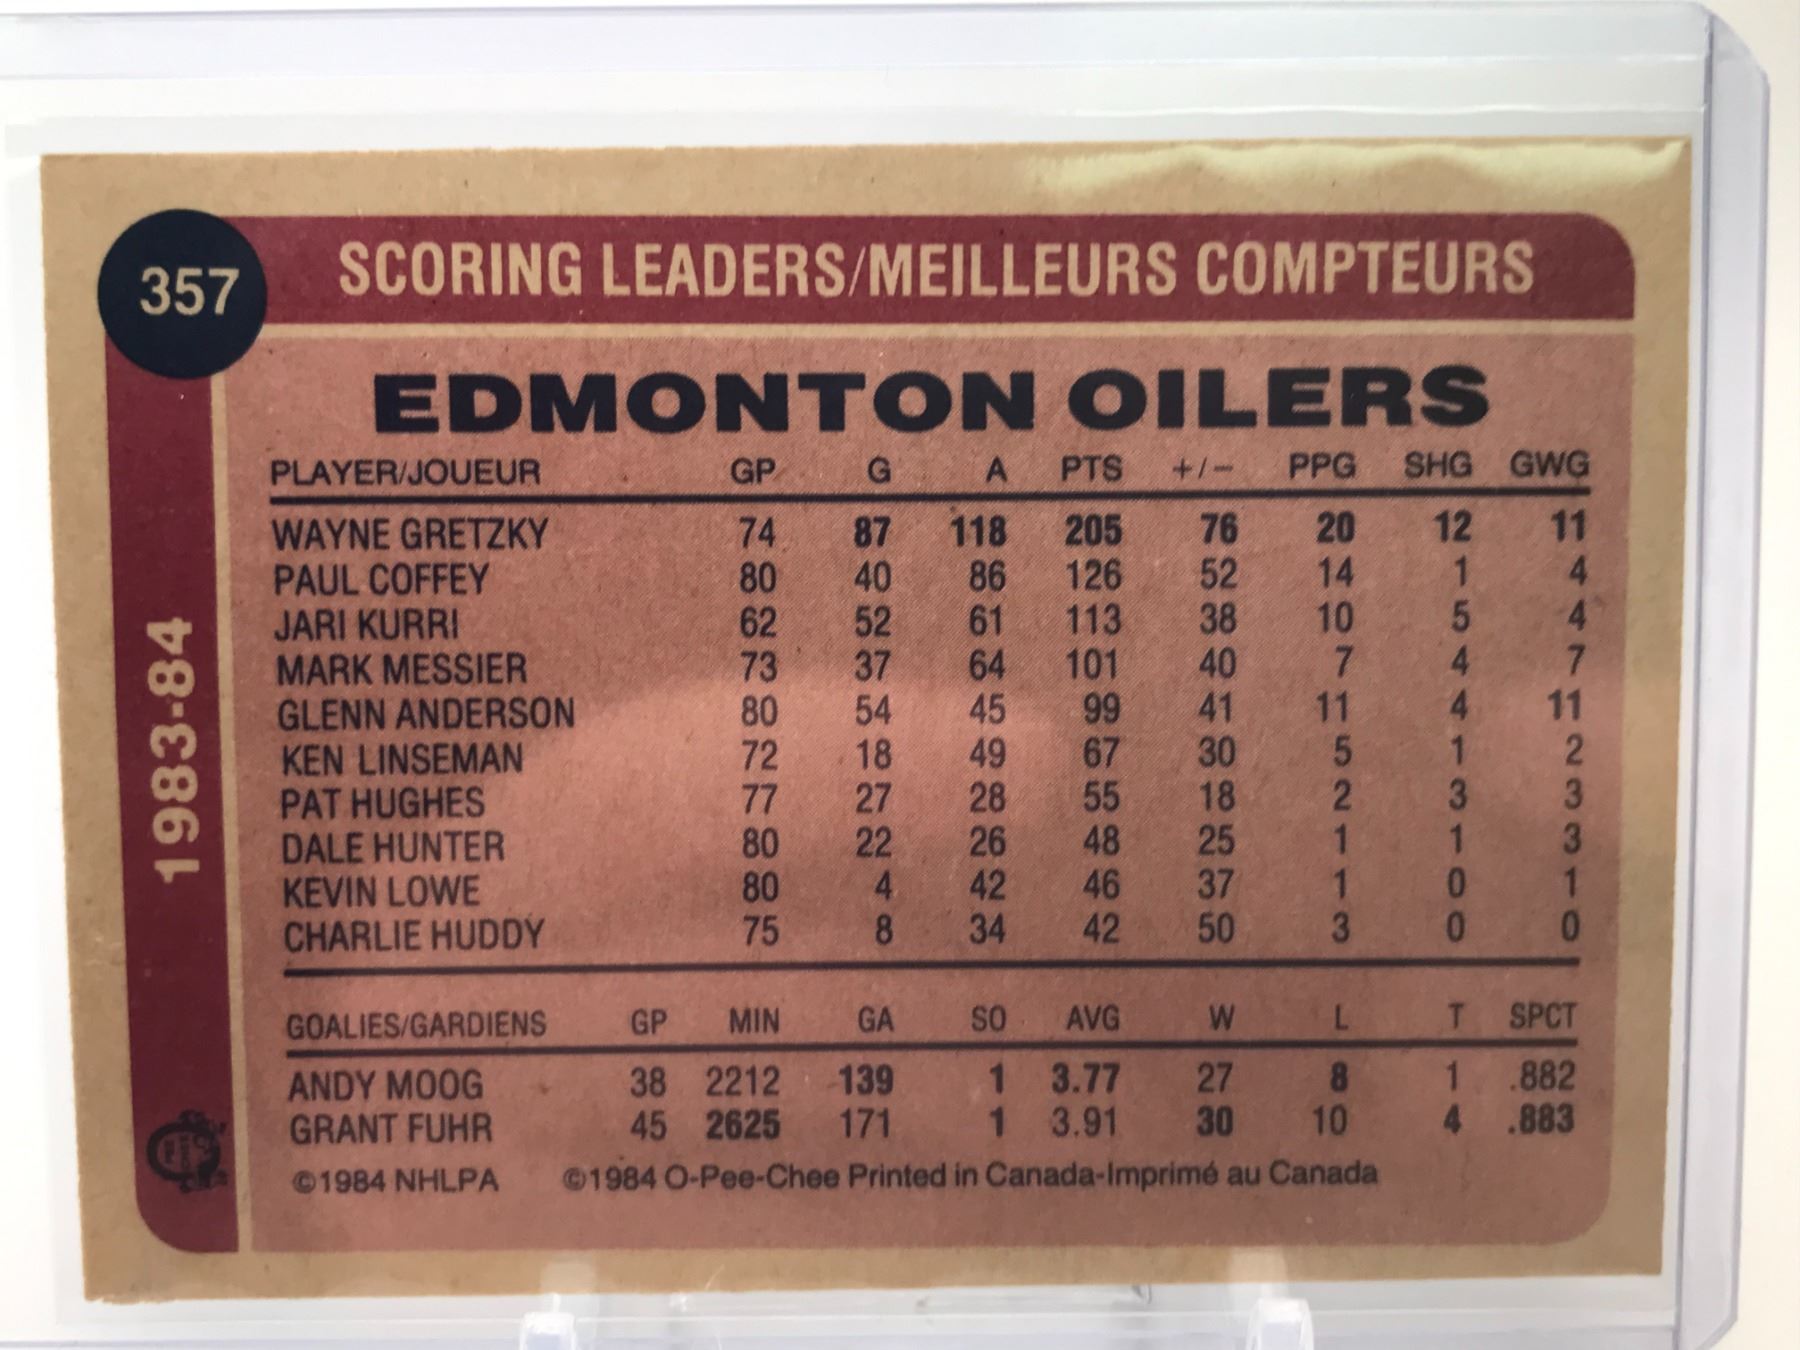 357
SCORING LEADERS/MEILLEURS COMPTEURS
1983-84
EDMONTON OILERS
PLAYER/JOUEUR GP G A PTS +/- PPG SHG GWG
WAYNE GRETZKY 74 87 118 205 76 20 12 11
PAUL COFFEY 80 40 86 126 52 14 1 4
JARI KURRI 62 52 61 113 38 10 5 4
MARK MESSIER 73 37 64 101 40 7 4 7
GLENN ANDERSON 80 54 45 99 41 11 4 11
KEN LINSEMAN 72 18 49 67 30 5 1 2
PAT HUGHES 77 27 28 55 18 2 3 3
DALE HUNTER 80 22 26 48 25 1 1 3
KEVIN LOWE 80 4 42 46 37 1 0 1
CHARLIE HUDDY 75 8 34 42 50 3 0 0
GOALIES/GARDIENS GP MIN GA SO AVG W L T SPCT
ANDY MOOG 38 2212 139 1 3.77 27 8 1 .882
GRANT FUHR 45 2625 171 1 3.91 30 10 4 .883
©1984 NHLPA ©1984 O-Pee-Chee Printed in Canada-Imprimé au Canada